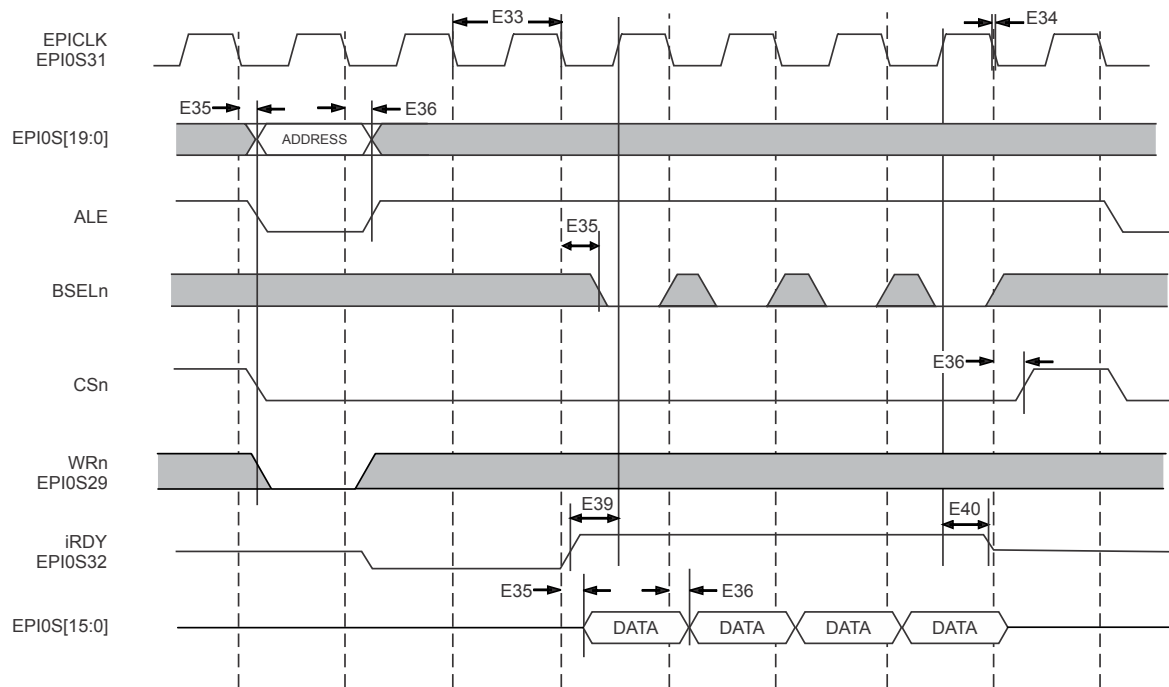 E33
E34
EPICLK
EPI0S31
E35
E36
EPI0S[19:0]
ADDRESS
ALE
E35
BSELn
E36
CSn
WRn
EPI0S29
E39
E40
iRDY
EPI0S32
E35
E36
EPI0S[15:0]
DATA DATA DATA DATA